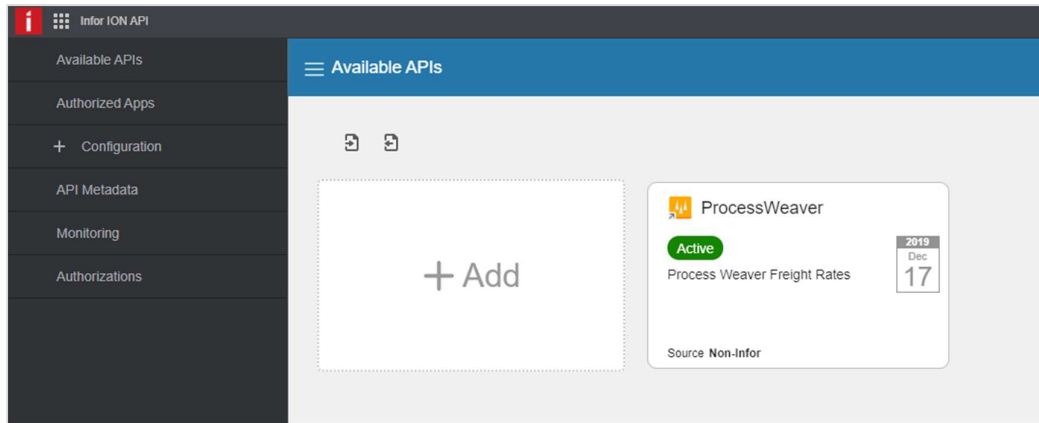 Infor ION API
Available APIs
Authorized Apps
+ Configuration
API Metadata
Monitoring
Authorizations
Available APIs
+ Add
ProcessWeaver
Active
Process Weaver Freight Rates
2019
Dec
17
Source Non-Infor